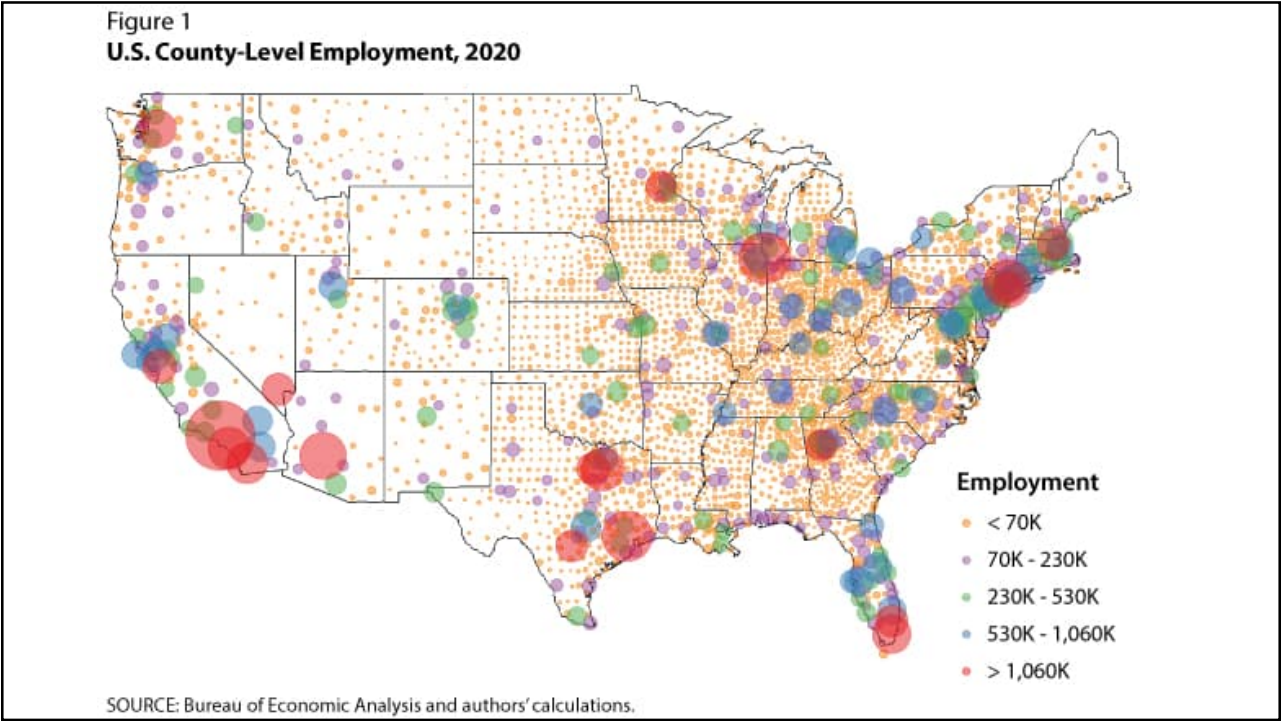 Figure 1
U.S. County-Level Employment, 2020
Employment
< 70K
70K - 230K
230K - 530K
530K - 1,060K
> 1,060K
SOURCE: Bureau of Economic Analysis and authors' calculations.